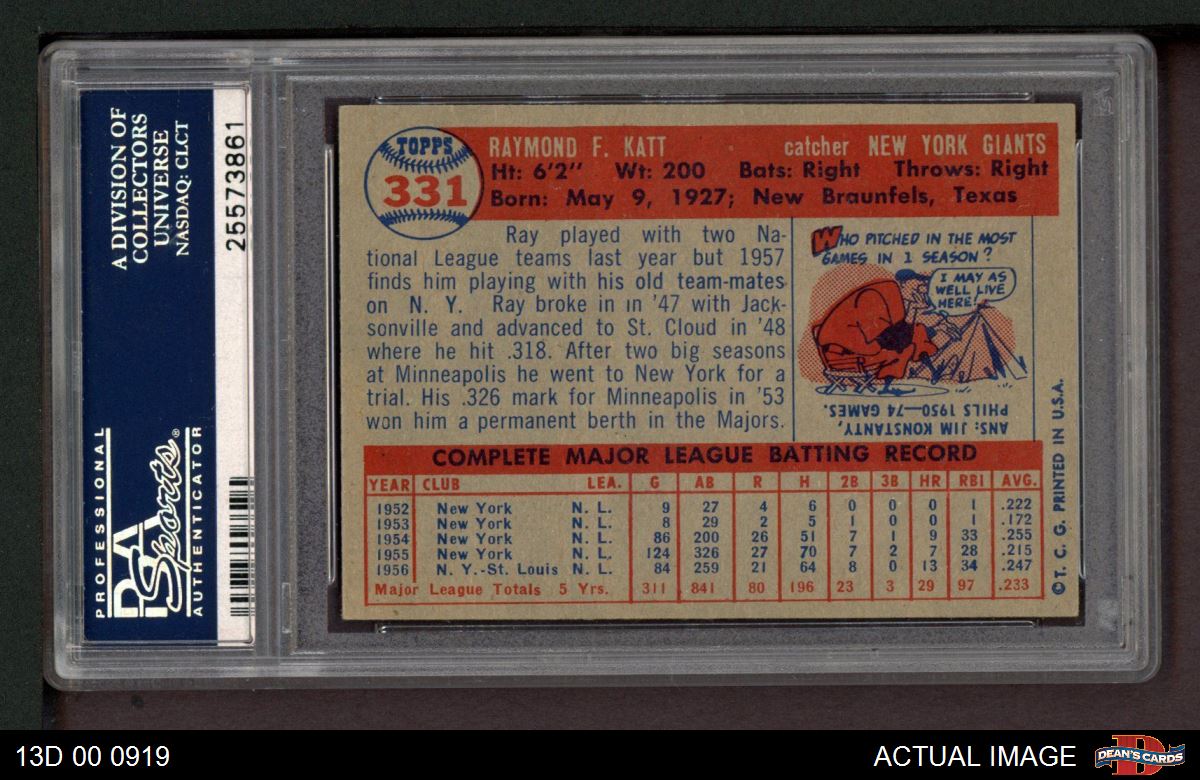 A DIVISION OF
COLLECTORS
UNIVERSE
NASDAQ: CLCT
25573861
PROFESSIONAL
PSA
Sports®
AUTHENTICATOR
TOPPS
331
RAYMOND F. KATT catcher NEW YORK GIANTS
Ht: 6'2" Wt: 200 Bats: Right Throws: Right
Born: May 9, 1927; New Braunfels, Texas
Ray played with two Na-
tional League teams last year but 1957
finds him playing with his old team-mates
on N. Y. Ray broke in in '47 with Jack-
sonville and advanced to St. Cloud in '48
where he hit .318. After two big seasons
at Minneapolis he went to New York for a
trial. His .326 mark for Minneapolis in '53
won him a permanent berth in the Majors.
WHO PITCHED IN THE MOST
GAMES IN 1 SEASON?
I MAY AS
WELL LIVE
HERE!
ANS: JIM KONSTANTY,
PHILS 1950—74 GAMES.
COMPLETE MAJOR LEAGUE BATTING RECORD
YEAR CLUB LEA. G AB R H 2B 3B HR RBI AVG.
1952 New York N. L. 9 27 4 6 0 0 0 1 .222
1953 New York N. L. 8 29 2 5 1 0 0 1 .172
1954 New York N. L. 86 200 26 51 7 1 9 33 .255
1955 New York N. L. 124 326 27 70 7 2 7 28 .215
1956 N. Y.-St. Louis N. L. 84 259 21 64 8 0 13 34 .247
Major League Totals 5 Yrs. 311 841 80 196 23 3 29 97 .233
© T. C. G. PRINTED IN U.S.A.
13D 00 0919
ACTUAL IMAGE
D
DEAN'S CARDS